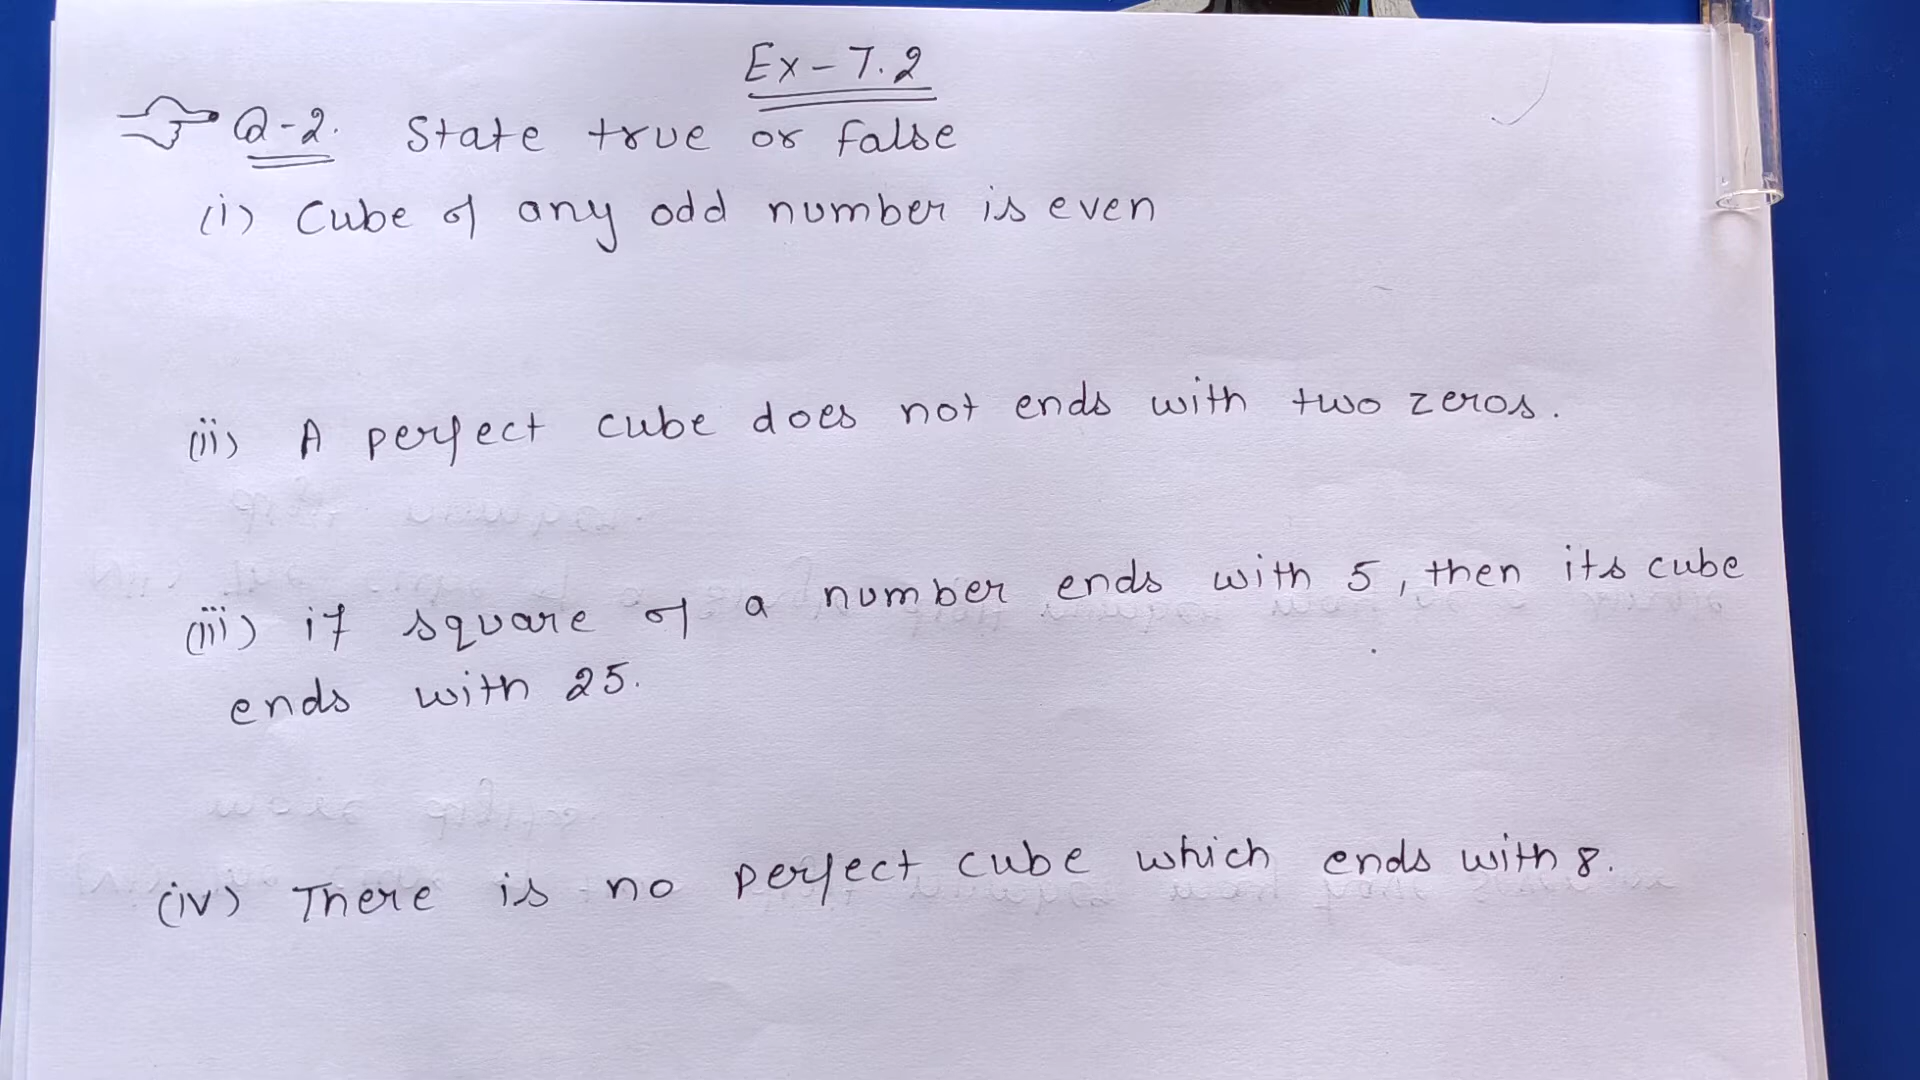 Ex-7.2
Q-2. State true or false
(i) Cube of any odd number is even
(ii) A perfect cube does not ends with two zeros.
(iii) if square of a number ends with 5, then its cube
ends with 25.
(iv) There is no perfect cube which ends with 8.